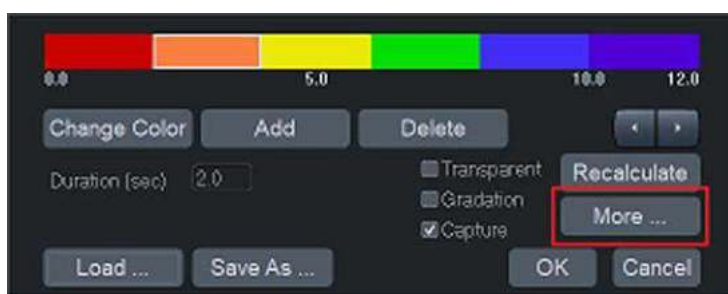 0.0 5.0 10.0 12.0
Change Color Add Delete
Duration (sec) 2.0 Transparent Recalculate
Gradation
More ...
Capture
Load ... Save As ... OK Cancel